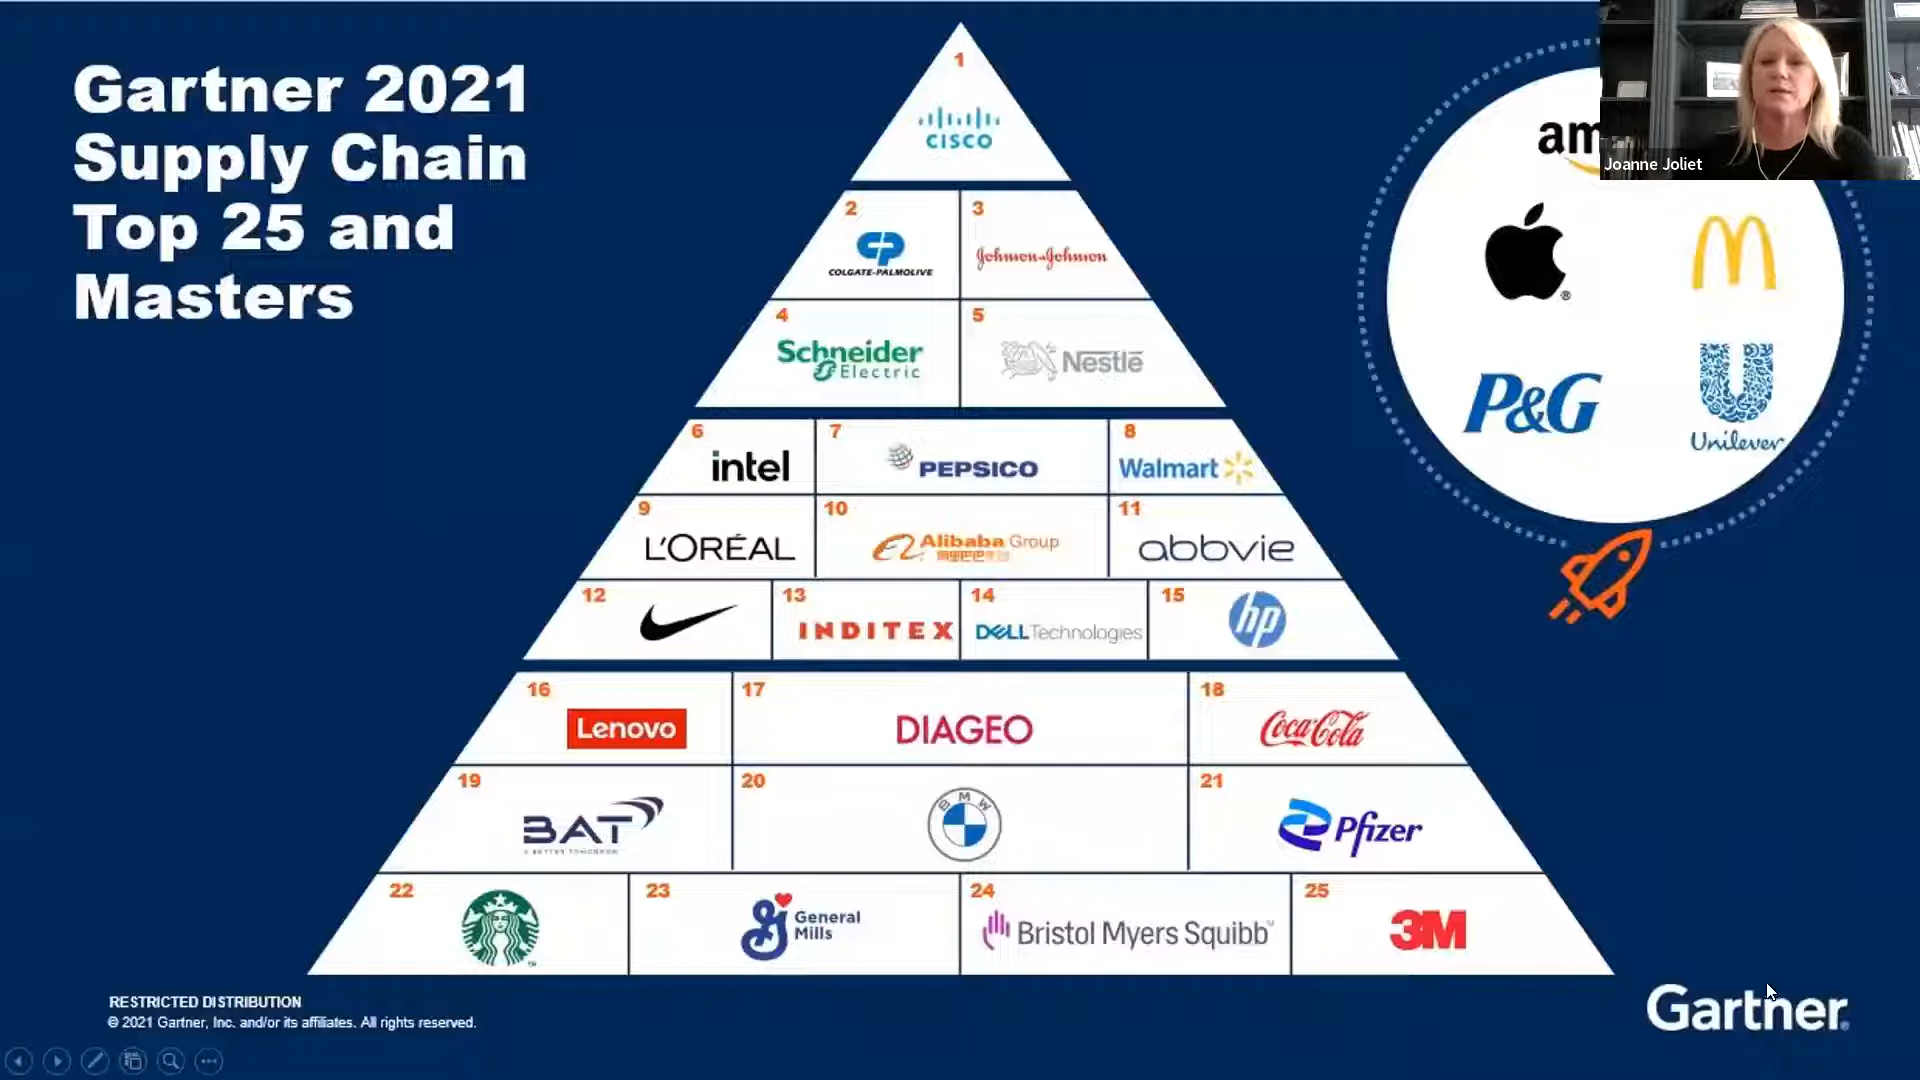 Gartner 2021
Supply Chain
Top 25 and
Masters
1
CISCO
2
COLGATE-PALMOLIVE
3
Johnson & Johnson
4
Schneider
Electric
5
Nestlé
6
intel
7
PEPSICO
8
Walmart
9
L'ORÉAL
10
Alibaba Group
11
abbvie
12
13
INDITEX
14
DELL Technologies
15
hp
16
Lenovo
17
DIAGEO
18
Coca-Cola
19
BAT
A BETTER TOMORROW
20
BMW
21
Pfizer
22
23
General
Mills
24
Bristol Myers Squibb™
25
3M
am
Joanne Joliet
P&G
Unilever
RESTRICTED DISTRIBUTION
© 2021 Gartner, Inc. and/or its affiliates. All rights reserved.
Gartner®